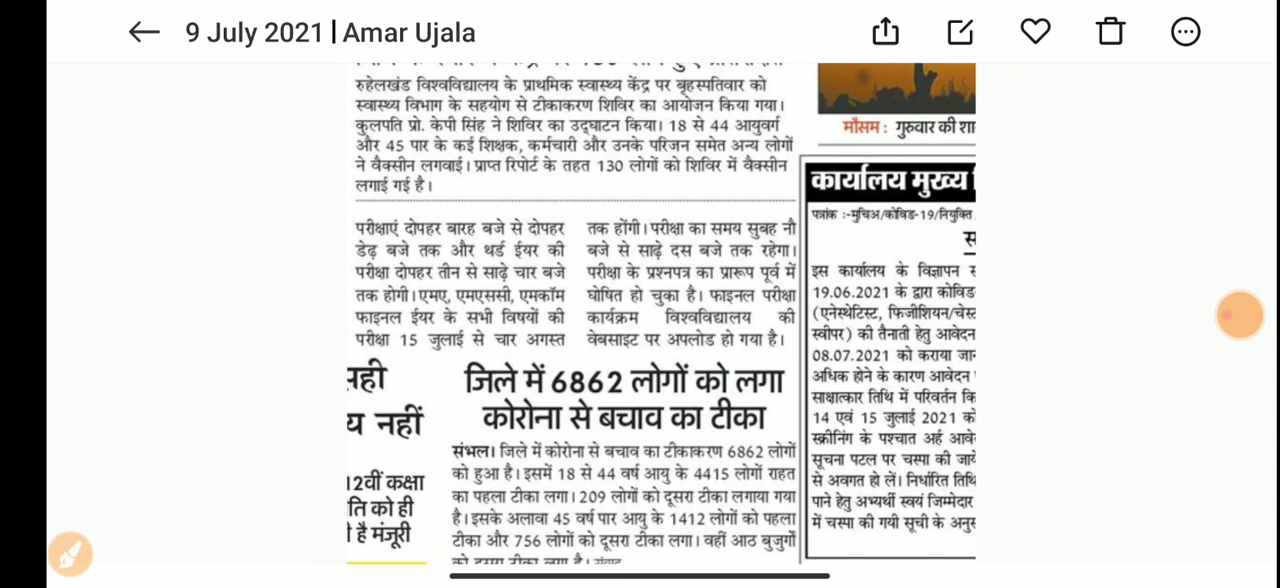 9 July 2021 | Amar Ujala
रुहेलखंड विश्वविद्यालय के प्राथमिक स्वास्थ्य केंद्र पर बृहस्पतिवार को
स्वास्थ्य विभाग के सहयोग से टीकाकरण शिविर का आयोजन किया गया।
कुलपति प्रो. केपी सिंह ने शिविर का उद्घाटन किया। 18 से 44 आयुवर्ग
और 45 पार के कई शिक्षक, कर्मचारी और उनके परिजन समेत अन्य लोगों
ने वैक्सीन लगवाई। प्राप्त रिपोर्ट के तहत 130 लोगों को शिविर में वैक्सीन
लगाई गई है।
परीक्षाएं दोपहर बारह बजे से दोपहर
डेढ़ बजे तक और थर्ड ईयर की
परीक्षा दोपहर तीन से साढ़े चार बजे
तक होगी। एमए, एमएससी, एमकॉम
फाइनल ईयर के सभी विषयों की
परीक्षा 15 जुलाई से चार अगस्त
तक होंगी। परीक्षा का समय सुबह नौ
बजे से साढ़े दस बजे तक रहेगा।
परीक्षा के प्रश्नपत्र का प्रारूप पूर्व में
घोषित हो चुका है। फाइनल परीक्षा
कार्यक्रम विश्वविद्यालय की
वेबसाइट पर अपलोड हो गया है।
नहीं
12वीं कक्षा
को ही
है मंजूरी
जिले में 6862 लोगों को लगा
कोरोना से बचाव का टीका
संभल। जिले में कोरोना से बचाव का टीकाकरण 6862 लोगों
को हुआ है। इसमें 18 से 44 वर्ष आयु के 4415 लोगों राहत
का पहला टीका लगा। 209 लोगों को दूसरा टीका लगाया गया
है। इसके अलावा 45 वर्ष पार आयु के 1412 लोगों को पहला
टीका और 756 लोगों को दूसरा टीका लगा। वहीं आठ बुजुर्गों
मौसम : गुरुवार की
कार्यालय मुख्य
पत्रांक :-मुचिअ/कोविड-19/नियुक्ति
इस कार्यालय के विज्ञापन
19.06.2021 के द्वारा कोविड
(एनेस्थेटिस्ट, फिजीशियन/चेस्ट
स्वीपर) की तैनाती हेतु आवेदन
08.07.2021 को कराया
अधिक होने के कारण आवेदन
साक्षात्कार तिथि में परिवर्तन
14 एवं 15 जुलाई 2021
स्क्रीनिंग के पश्चात अर्ह
सूचना पटल पर चस्पा की
से अवगत हो लें। निर्धारित
पाने हेतु अभ्यर्थी स्वयं जिम्मेदार
में चस्पा की गयी सूची के